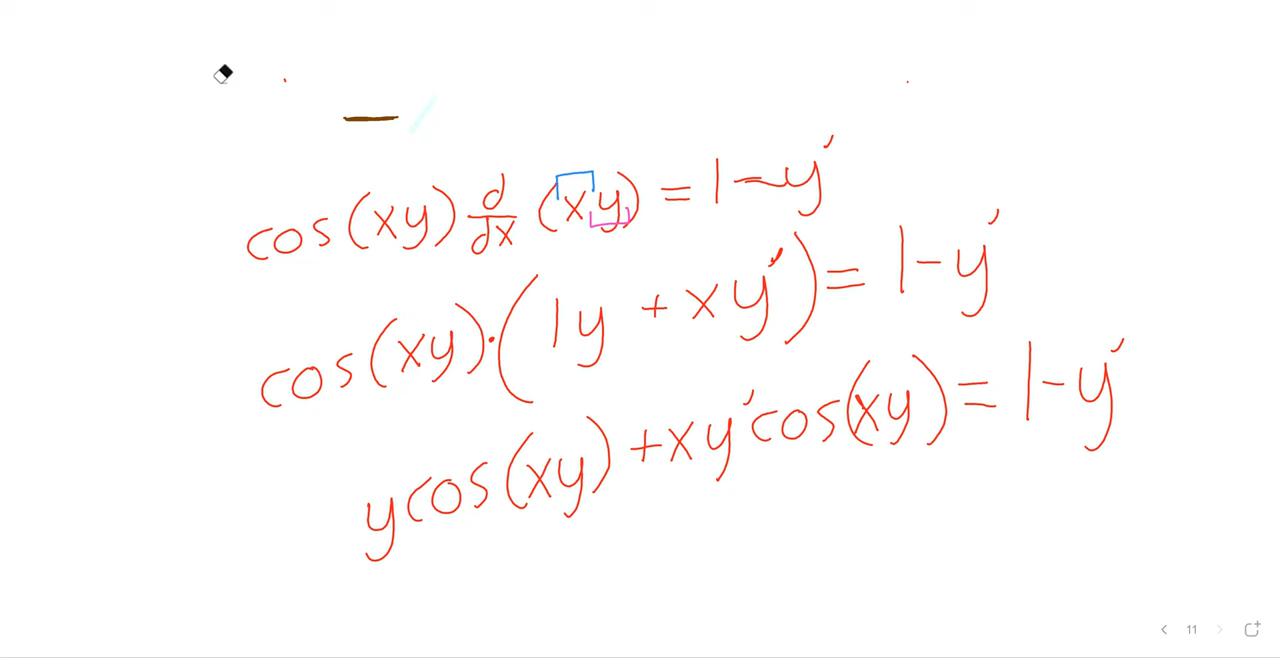 cos(xy) d/dx (xy) = 1 - y'
cos(xy)·(1y + xy') = 1 - y'
ycos(xy) + xy'cos(xy) = 1 - y'
11